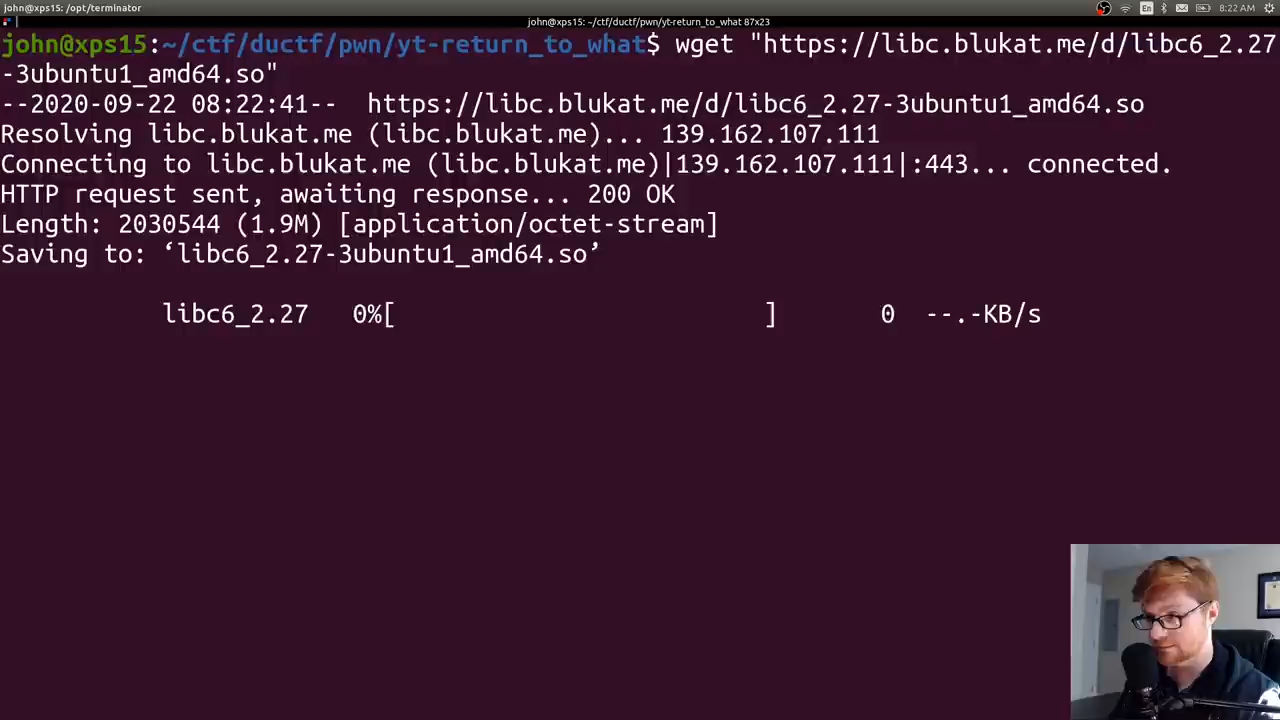 john@xps15: /opt/terminator
En
8:22 AM
john@xps15: ~/ctf/ductf/pwn/yt-return_to_what 87x23
john@xps15:~/ctf/ductf/pwn/yt-return_to_what$ wget "https://libc.blukat.me/d/libc6_2.27
-3ubuntu1_amd64.so"
--2020-09-22 08:22:41--  https://libc.blukat.me/d/libc6_2.27-3ubuntu1_amd64.so
Resolving libc.blukat.me (libc.blukat.me)... 139.162.107.111
Connecting to libc.blukat.me (libc.blukat.me)|139.162.107.111|:443... connected.
HTTP request sent, awaiting response... 200 OK
Length: 2030544 (1.9M) [application/octet-stream]
Saving to: ‘libc6_2.27-3ubuntu1_amd64.so’
libc6_2.27   0%[                         ]       0  --.-KB/s